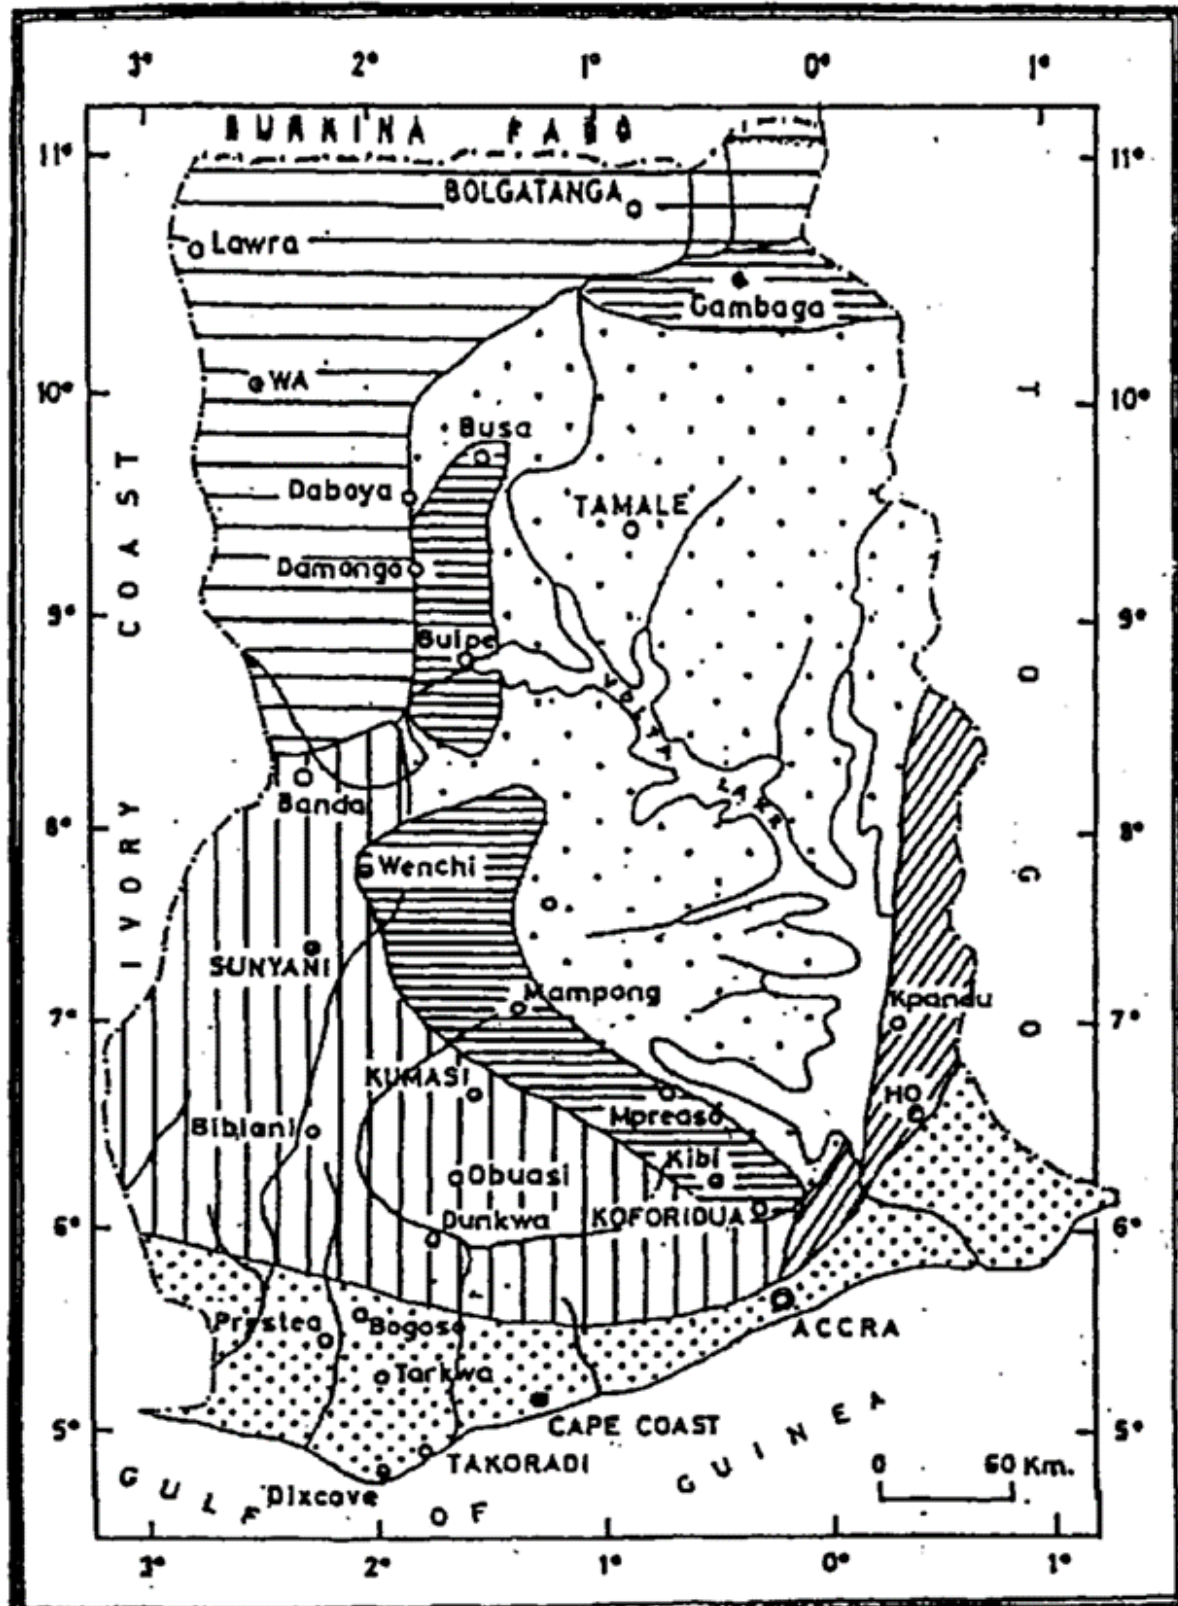 3° 2° 1° 0° 1°
BURKINA FASO
11° 11°
BOLGATANGA
Lawra
Gambaga
WA
10° 10°
Busa
Daboya
TAMALE
Damongo
9° 9°
Buipe
VOLTA LAKE
Banda
8° 8°
Wenchi
IVORY COAST
TOGO
SUNYANI
Mampong
Kpandu
7° 7°
KUMASI
Mpreaso
HO
Bibiani
Kibi
Obuasi
KOFORIDUA
Dunkwa
6° 6°
Prestea
Bogoso
ACCRA
Tarkwa
CAPE COAST
5° 5°
TAKORADI
Dixcove
GULF OF GUINEA
0 60 Km.
3° 2° 1° 0° 1°